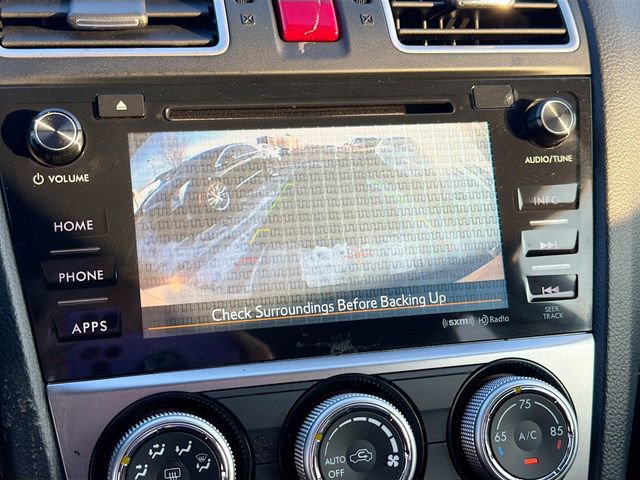 VOLUME
AUDIO/TUNE
HOME
INFO
PHONE
APPS
Check Surroundings Before Backing Up
((SXM)) HD Radio
SEEK
TRACK
AUTO
OFF
65
75
85
A/C